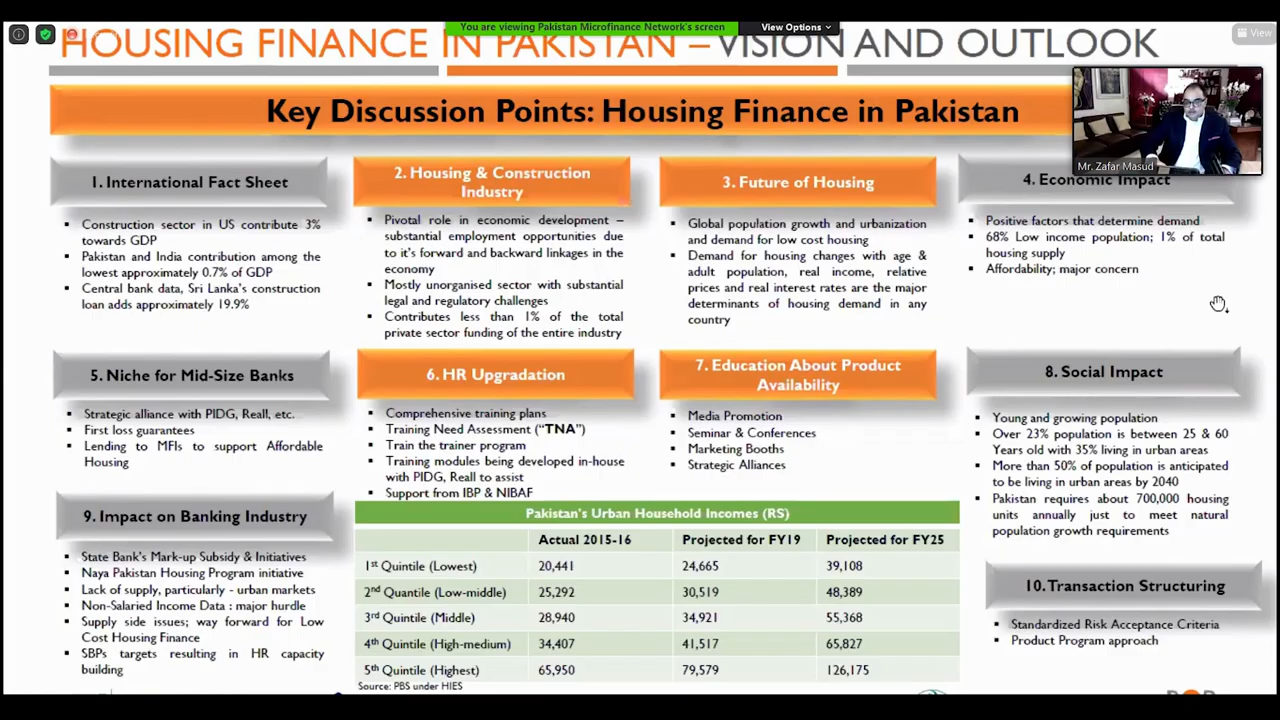 You are viewing Pakistan Microfinance Network's screen
View Options
View
HOUSING FINANCE IN PAKISTAN – VISION AND OUTLOOK
Key Discussion Points: Housing Finance in Pakistan
Mr. Zafar Masud
1. International Fact Sheet
Construction sector in US contribute 3%
towards GDP
Pakistan and India contribution among the
lowest approximately 0.7% of GDP
Central bank data, Sri Lanka's construction
loan adds approximately 19.9%
2. Housing & Construction
Industry
Pivotal role in economic development –
substantial employment opportunities due
to it's forward and backward linkages in the
economy
Mostly unorganised sector with substantial
legal and regulatory challenges
Contributes less than 1% of the total
private sector funding of the entire industry
3. Future of Housing
Global population growth and urbanization
and demand for low cost housing
Demand for housing changes with age &
adult population, real income, relative
prices and real interest rates are the major
determinants of housing demand in any
country
4. Economic Impact
Positive factors that determine demand
68% Low income population; 1% of total
housing supply
Affordability; major concern
5. Niche for Mid-Size Banks
Strategic alliance with PIDG, Reall, etc.
First loss guarantees
Lending to MFIs to support Affordable
Housing
6. HR Upgradation
Comprehensive training plans
Training Need Assessment ("TNA")
Train the trainer program
Training modules being developed in-house
with PIDG, Reall to assist
Support from IBP & NIBAF
7. Education About Product
Availability
Media Promotion
Seminar & Conferences
Marketing Booths
Strategic Alliances
8. Social Impact
Young and growing population
Over 23% population is between 25 & 60
Years old with 35% living in urban areas
More than 50% of population is anticipated
to be living in urban areas by 2040
Pakistan requires about 700,000 housing
units annually just to meet natural
population growth requirements
9. Impact on Banking Industry
State Bank's Mark-up Subsidy & Initiatives
Naya Pakistan Housing Program initiative
Lack of supply, particularly - urban markets
Non-Salaried Income Data : major hurdle
Supply side issues; way forward for Low
Cost Housing Finance
SBPs targets resulting in HR capacity
building
Pakistan's Urban Household Incomes (RS)
Actual 2015-16 Projected for FY19 Projected for FY25
1st Quintile (Lowest) 20,441 24,665 39,108
2nd Quantile (Low-middle) 25,292 30,519 48,389
3rd Quintile (Middle) 28,940 34,921 55,368
4th Quintile (High-medium) 34,407 41,517 65,827
5th Quintile (Highest) 65,950 79,579 126,175
Source: PBS under HIES
10. Transaction Structuring
Standardized Risk Acceptance Criteria
Product Program approach